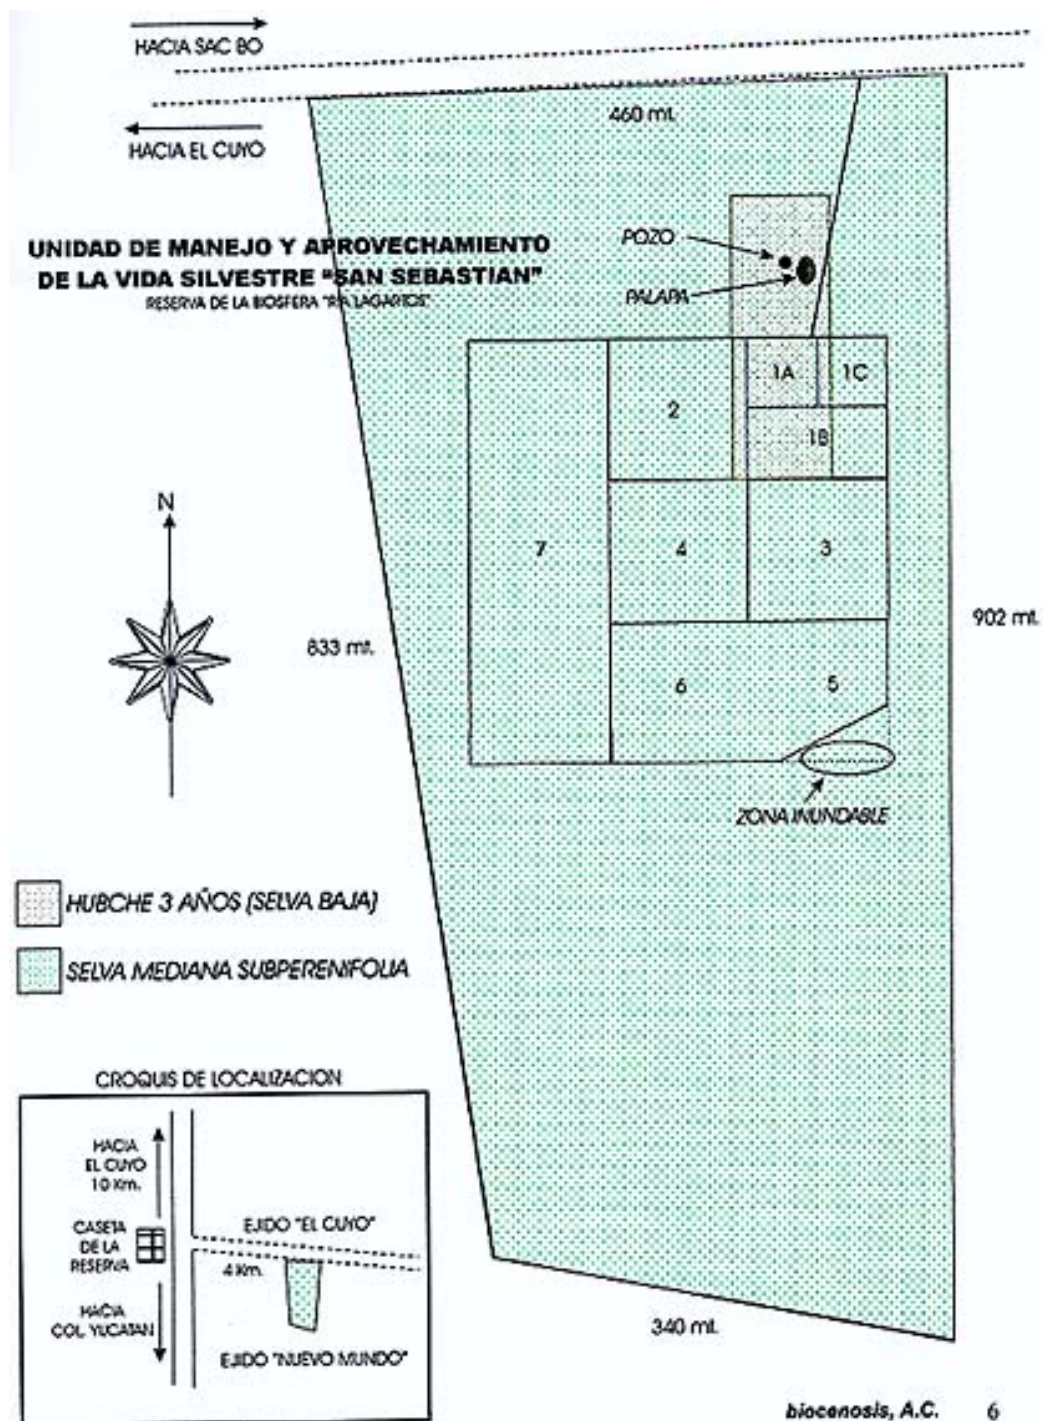 HACIA SAC BO
HACIA EL CUYO
460 mt.
UNIDAD DE MANEJO Y APROVECHAMIENTO
DE LA VIDA SILVESTRE "SAN SEBASTIAN"
RESERVA DE LA BIOSFERA "RIA LAGARTOS"
POZO
PALAPA
1A
1C
2
1B
7
4
3
N
902 mt.
833 mt.
6
5
ZONA INUNDABLE
HUBCHE 3 AÑOS (SELVA BAJA)
SELVA MEDIANA SUBPERENIFOLIA
CROQUIS DE LOCALIZACION
HACIA
EL CUYO
10 Km.
CASETA
DE LA
RESERVA
EJIDO "EL CUYO"
4 Km.
HACIA
COL. YUCATAN
EJIDO "NUEVO MUNDO"
340 mt.
biocenosis, A.C. 6